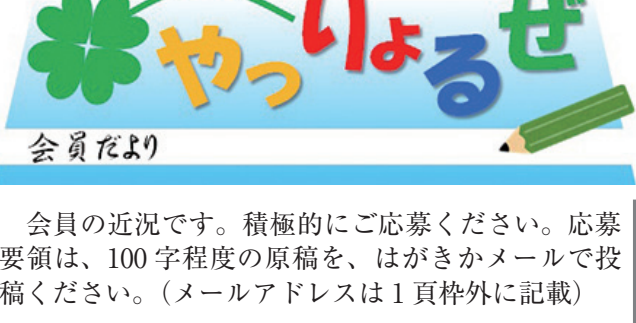 やっりょるぜ
会員だより
会員の近況です。積極的にご応募ください。応募
要領は、100 字程度の原稿を、はがきかメールで投
稿ください。（メールアドレスは 1 頁枠外に記載）